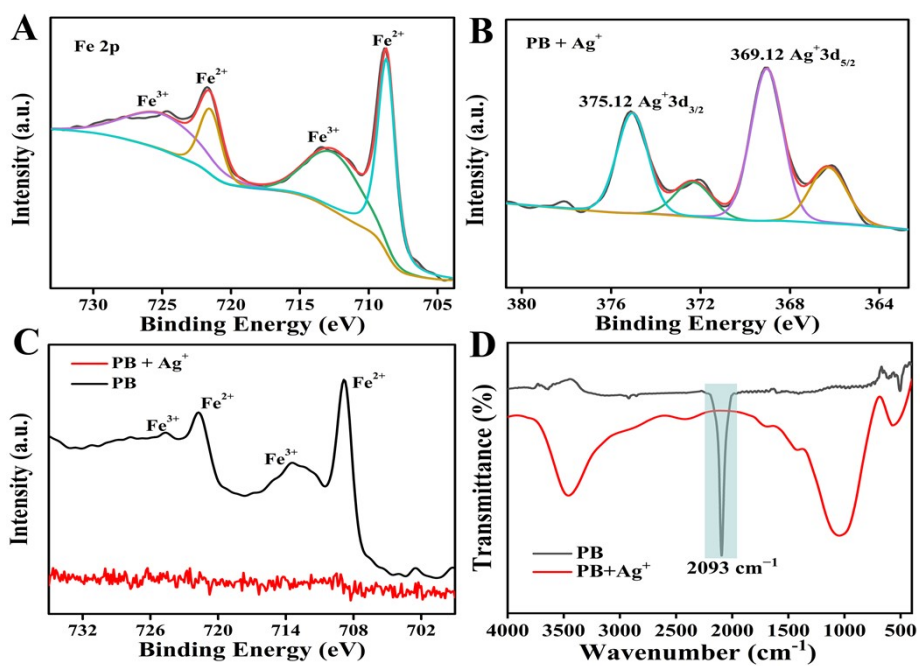 A
Fe 2p
Fe²⁺
Fe²⁺
Fe³⁺
Fe³⁺
Intensity (a.u.)
730 720 710 705
Binding Energy (eV)
B
PB + Ag⁺
369.12 Ag⁺3d₅/₂
375.12 Ag⁺3d₃/₂
Intensity (a.u.)
380 376 372 368 364
Binding Energy (eV)
C
PB + Ag⁺
PB
Fe²⁺
Fe²⁺
Fe³⁺
Fe³⁺
Intensity (a.u.)
732 726 720 714 708 702
Binding Energy (eV)
D
Transmittance (%)
PB
PB+Ag⁺
2093 cm⁻¹
4000 3500 3000 2500 2000 1500 1000 500
Wavenumber (cm⁻¹)